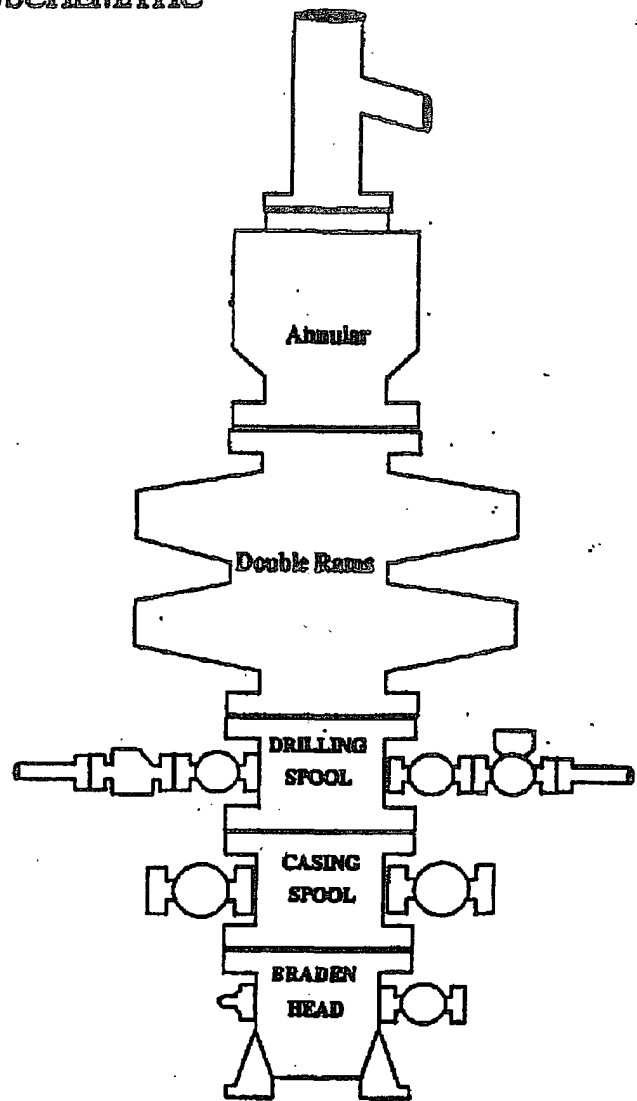 Annular
Double Rams
DRILLING
SPOOL
CASING
SPOOL
BRADEN
HEAD